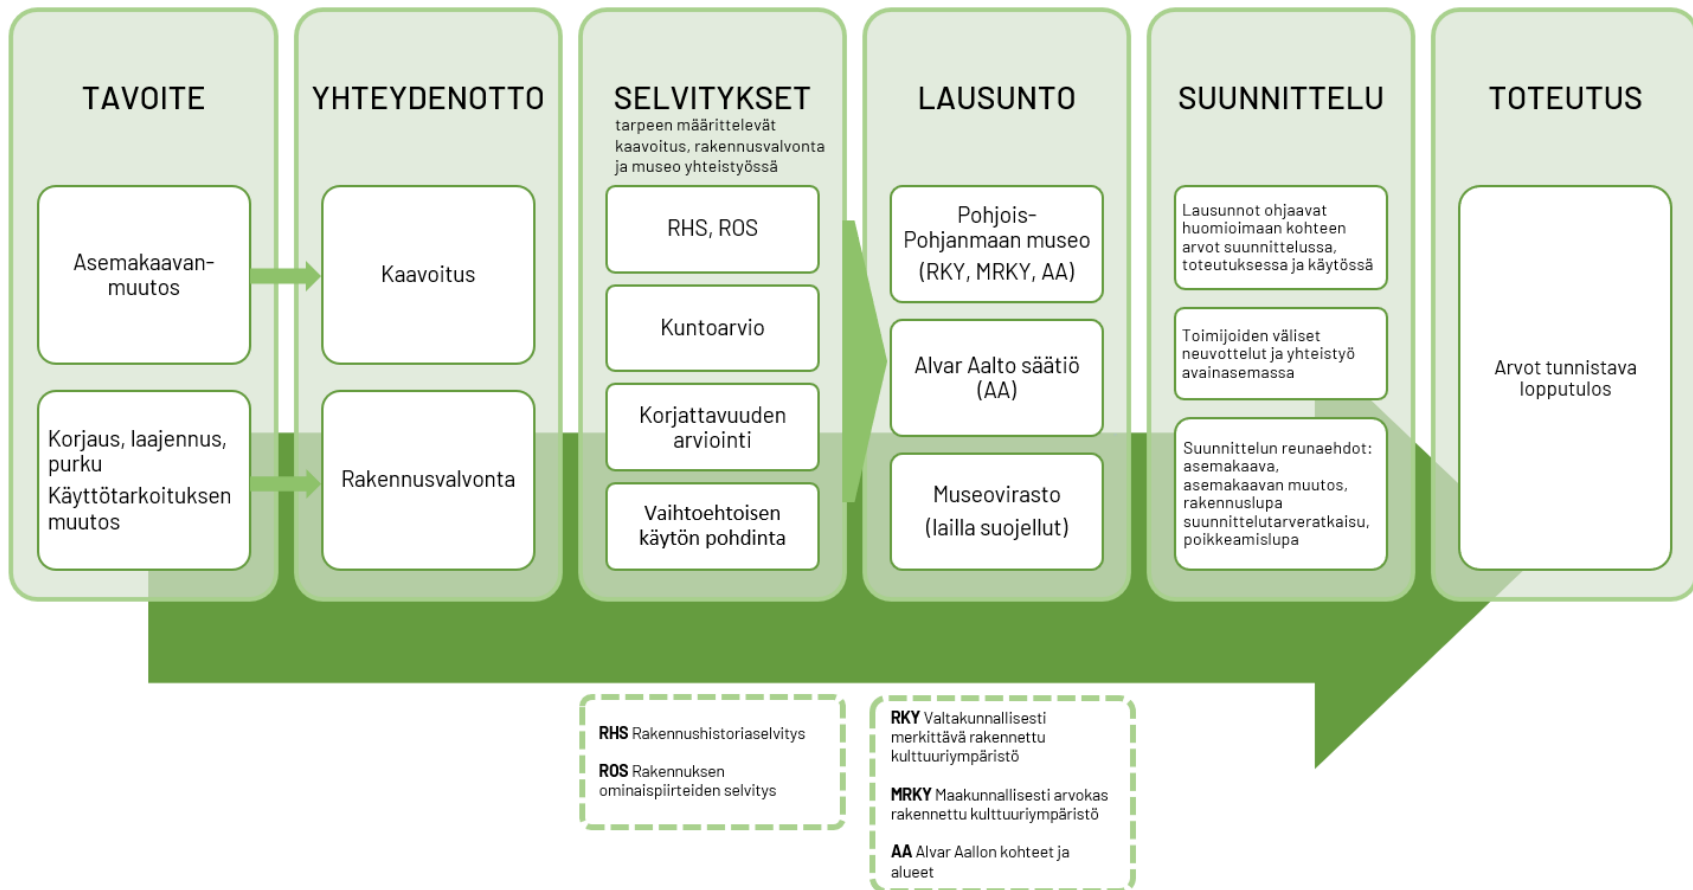 TAVOITE
Asemakaavan-
muutos
Korjaus, laajennus,
purku
Käyttötarkoituksen
muutos
YHTEYDENOTTO
Kaavoitus
Rakennusvalvonta
SELVITYKSET
tarpeen määrittelevät
kaavoitus, rakennusvalvonta
ja museo yhteistyössä
RHS, ROS
Kuntoarvio
Korjattavuuden
arviointi
Vaihtoehtoisen
käytön pohdinta
LAUSUNTO
Pohjois-
Pohjanmaan museo
(RKY, MRKY, AA)
Alvar Aalto säätiö
(AA)
Museovirasto
(lailla suojellut)
SUUNNITTELU
Lausunnot ohjaavat
huomioimaan kohteen
arvot suunnittelussa,
toteutuksessa ja käytössä
Toimijoiden väliset
neuvottelut ja yhteistyö
avainasemassa
Suunnittelun reunaehdot:
asemakaava,
asemakaavan muutos,
rakennuslupa
suunnittelutarveratkaisu,
poikkeamislupa
TOTEUTUS
Arvot tunnistava
lopputulos
RHS Rakennushistoriaselvitys
ROS Rakennuksen
ominaispiirteiden selvitys
RKY Valtakunnallisesti
merkittävä rakennettu
kulttuuriympäristö
MRKY Maakunnallisesti arvokas
rakennettu kulttuuriympäristö
AA Alvar Aallon kohteet ja
alueet